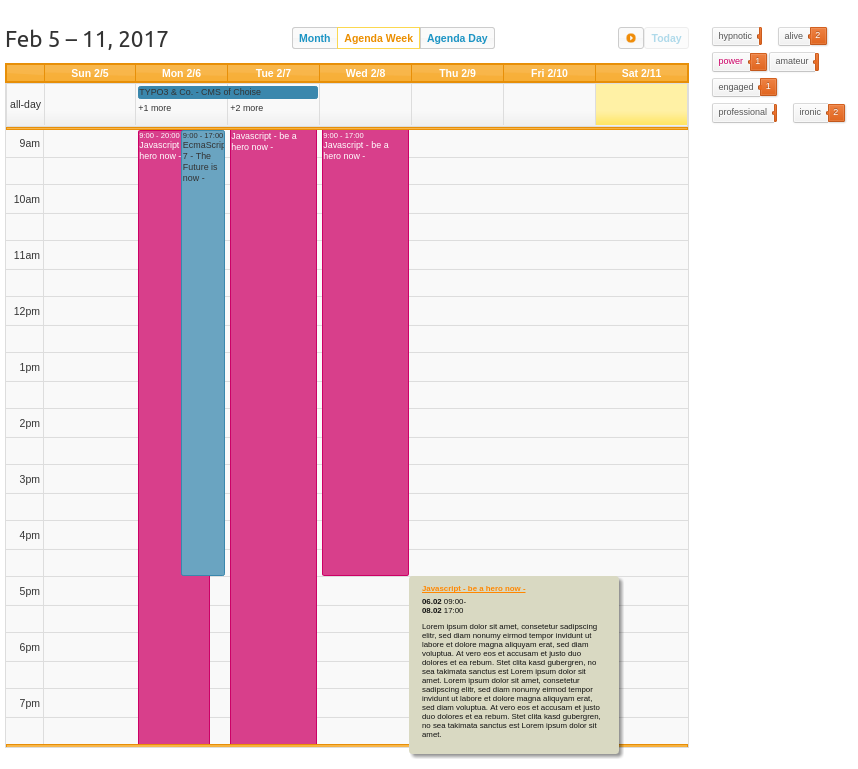 Feb 5 – 11, 2017
Month
Agenda Week
Agenda Day
Today
hypnotic
alive 2
power 1
amateur
engaged 1
professional
ironic 2
Sun 2/5
Mon 2/6
Tue 2/7
Wed 2/8
Thu 2/9
Fri 2/10
Sat 2/11
all-day
TYPO3 & Co. - CMS of Choise
+1 more
+2 more
9:00 - 20:00
Javascript
hero now -
9:00 - 17:00
EcmaScrip
7 - The
Future is
now -
Javascript - be a
hero now -
9:00 - 17:00
Javascript - be a
hero now -
9am
10am
11am
12pm
1pm
2pm
3pm
4pm
5pm
6pm
7pm
Javascript - be a hero now -
06.02 09:00-
08.02 17:00
Lorem ipsum dolor sit amet, consetetur sadipscing
elitr, sed diam nonumy eirmod tempor invidunt ut
labore et dolore magna aliquyam erat, sed diam
voluptua. At vero eos et accusam et justo duo
dolores et ea rebum. Stet clita kasd gubergren, no
sea takimata sanctus est Lorem ipsum dolor sit
amet. Lorem ipsum dolor sit amet, consetetur
sadipscing elitr, sed diam nonumy eirmod tempor
invidunt ut labore et dolore magna aliquyam erat,
sed diam voluptua. At vero eos et accusam et justo
duo dolores et ea rebum. Stet clita kasd gubergren,
no sea takimata sanctus est Lorem ipsum dolor sit
amet.